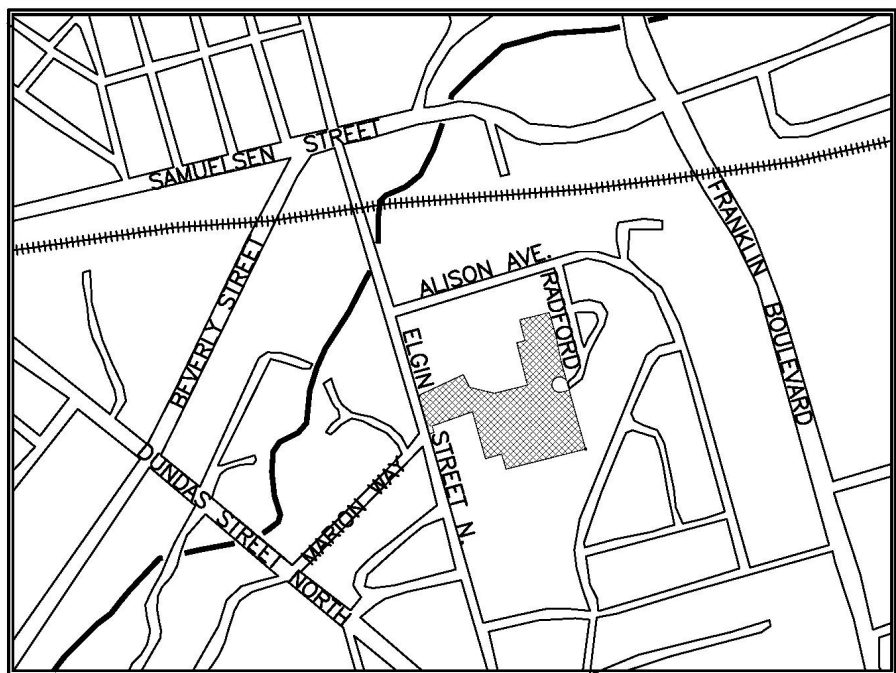 SAMUELSEN STREET
BEVERLY STREET
ALISON AVE.
RADFORD
FRANKLIN BOULEVARD
ELGIN STREET N.
MARION WAY
DUNDAS STREET NORTH